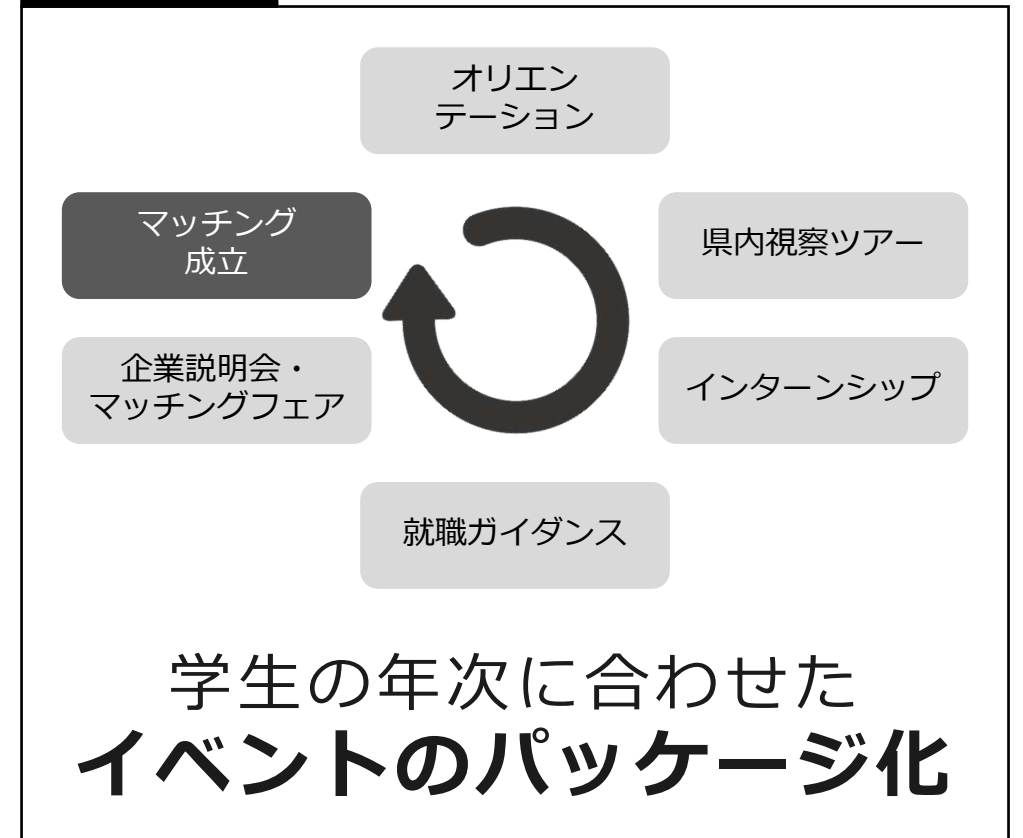 オリエン
テーション
マッチング
成立
県内視察ツアー
企業説明会・
マッチングフェア
インターンシップ
就職ガイダンス
学生の年次に合わせた
イベントのパッケージ化